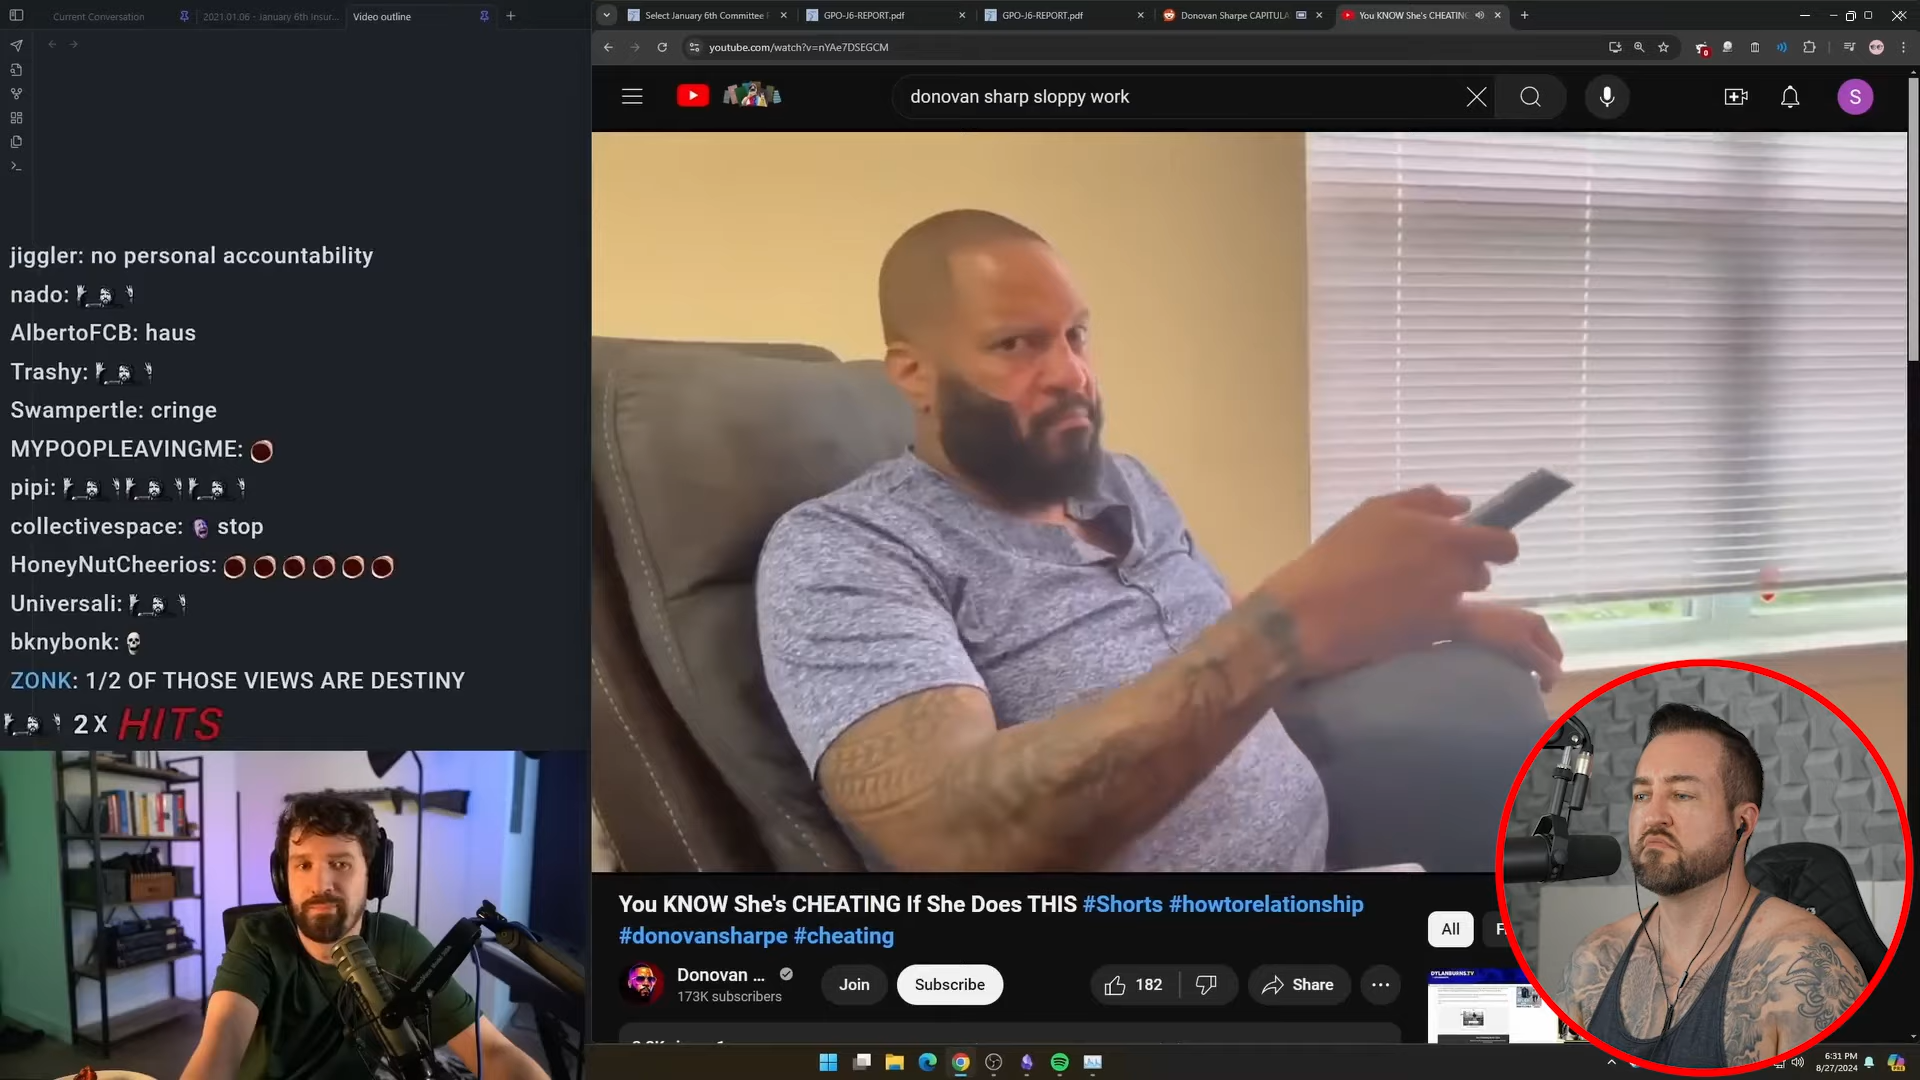 Current Conversation
2021.01.06 - January 6th Insur...
Video outline
Select January 6th Committee
GPO-J6-REPORT.pdf
GPO-J6-REPORT.pdf
Donovan Sharpe CAPITULA
You KNOW She's CHEATING
youtube.com/watch?v=nYAe7DSEGCM
donovan sharp sloppy work
S
jiggler: no personal accountability
nado:
AlbertoFCB: haus
Trashy:
Swampertle: cringe
MYPOOPLEAVINGME:
pipi:
collectivespace: stop
HoneyNutCheerios:
Universali:
bknybonk:
ZONK: 1/2 OF THOSE VIEWS ARE DESTINY
2 X HITS
You KNOW She's CHEATING If She Does THIS #Shorts #howtorelationship
#donovansharpe #cheating
Donovan ...
173K subscribers
Join
Subscribe
182
Share
All
DYLANBURNS.TV
6:31 PM
8/27/2024